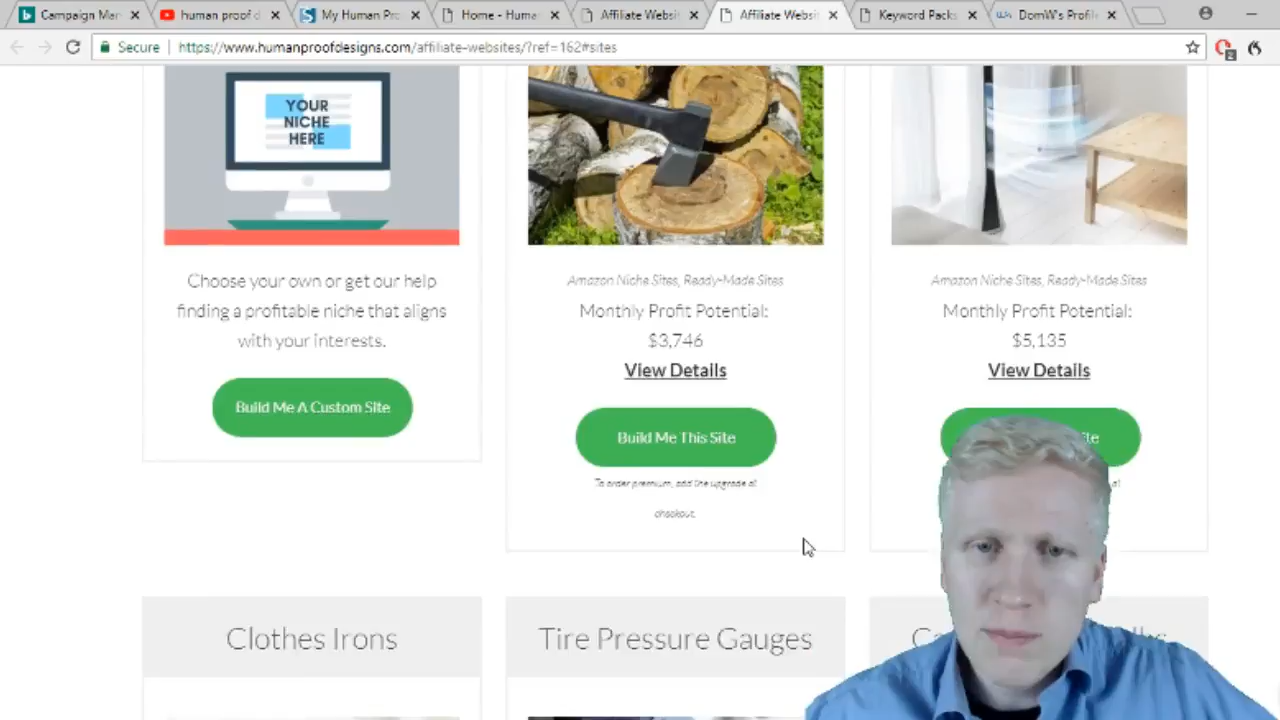 Campaign Mar
human proof d
My Human Pro
Home - Huma
Affiliate Websi
Affiliate Websi
Keyword Packs
DomW's Profil
Secure
https://www.humanproofdesigns.com/affiliate-websites/?ref=162#sites
YOUR
NICHE
HERE
Choose your own or get our help
finding a profitable niche that aligns
with your interests.
Build Me A Custom Site
Amazon Niche Sites, Ready-Made Sites
Monthly Profit Potential:
$3,746
View Details
Build Me This Site
To order premium, add the upgrade at
checkout.
Amazon Niche Sites, Ready-Made Sites
Monthly Profit Potential:
$5,135
View Details
Clothes Irons
Tire Pressure Gauges